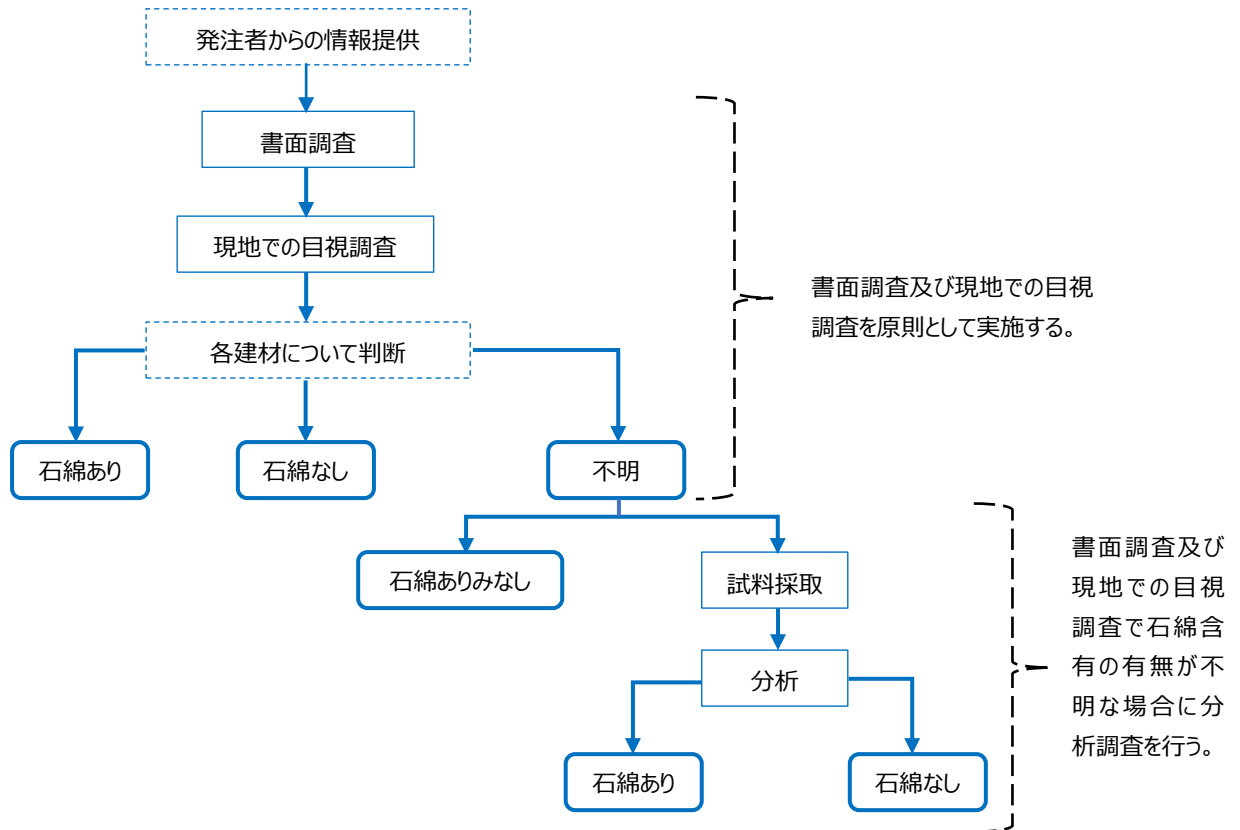 発注者からの情報提供
書面調査
現地での目視調査
書面調査及び現地での目視
調査を原則として実施する。
各建材について判断
石綿あり
石綿なし
不明
石綿ありみなし
試料採取
分析
石綿あり
石綿なし
書面調査及び
現地での目視
調査で石綿含
有の有無が不
明な場合に分
析調査を行う。